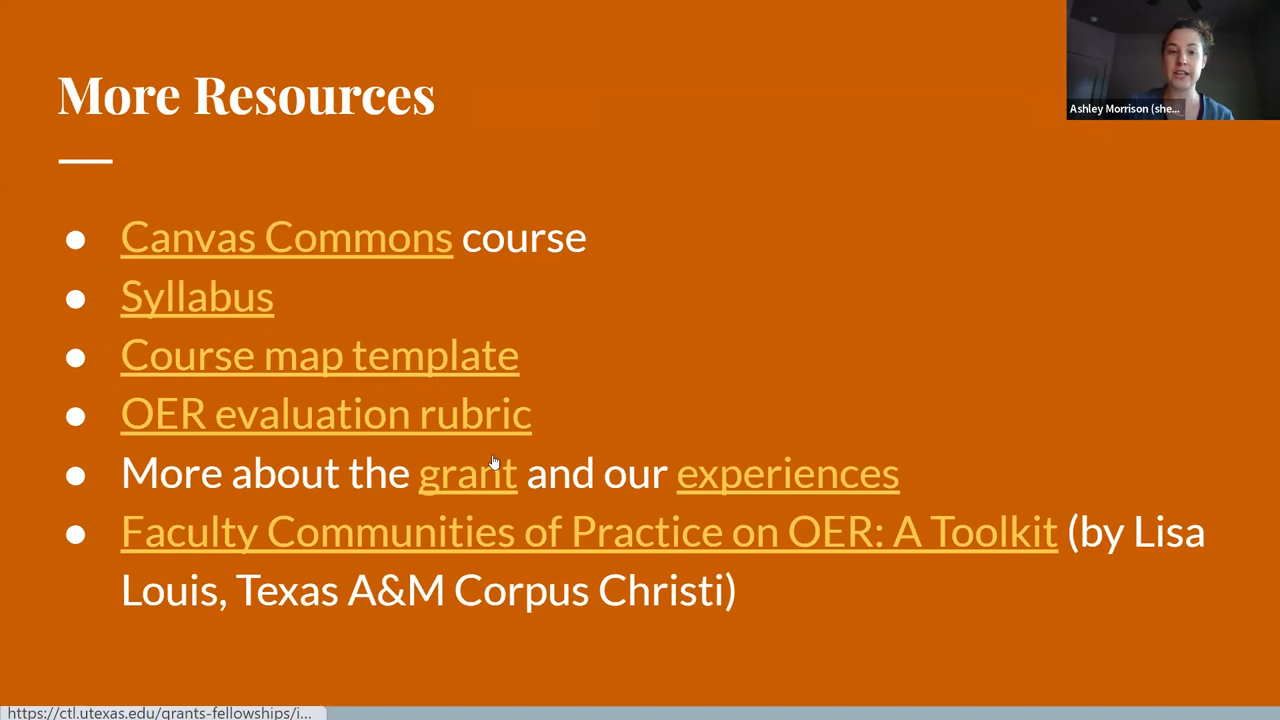 More Resources
Ashley Morrison (she...
● Canvas Commons course
● Syllabus
● Course map template
● OER evaluation rubric
● More about the grant and our experiences
● Faculty Communities of Practice on OER: A Toolkit (by Lisa
Louis, Texas A&M Corpus Christi)
https://ctl.utexas.edu/grants-fellowships/i...